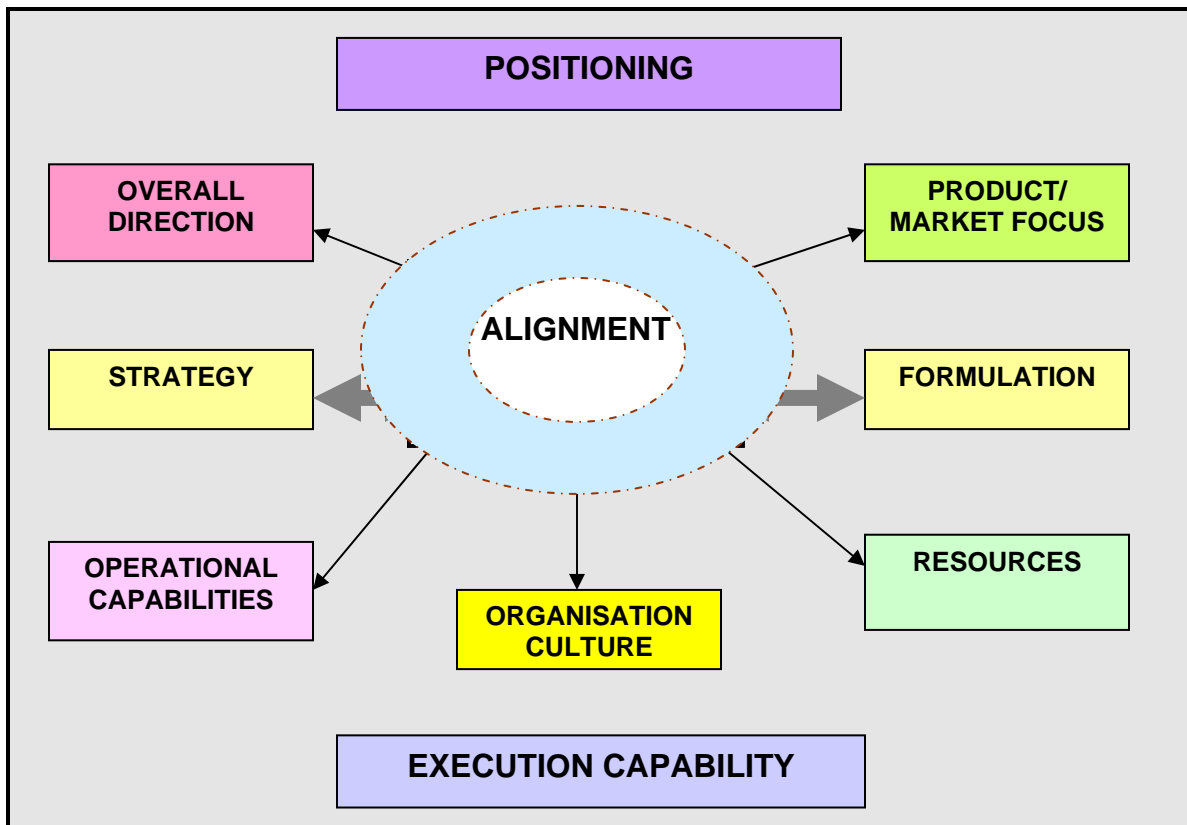 POSITIONING
OVERALL
DIRECTION
PRODUCT/
MARKET FOCUS
ALIGNMENT
STRATEGY
FORMULATION
OPERATIONAL
CAPABILITIES
ORGANISATION
CULTURE
RESOURCES
EXECUTION CAPABILITY